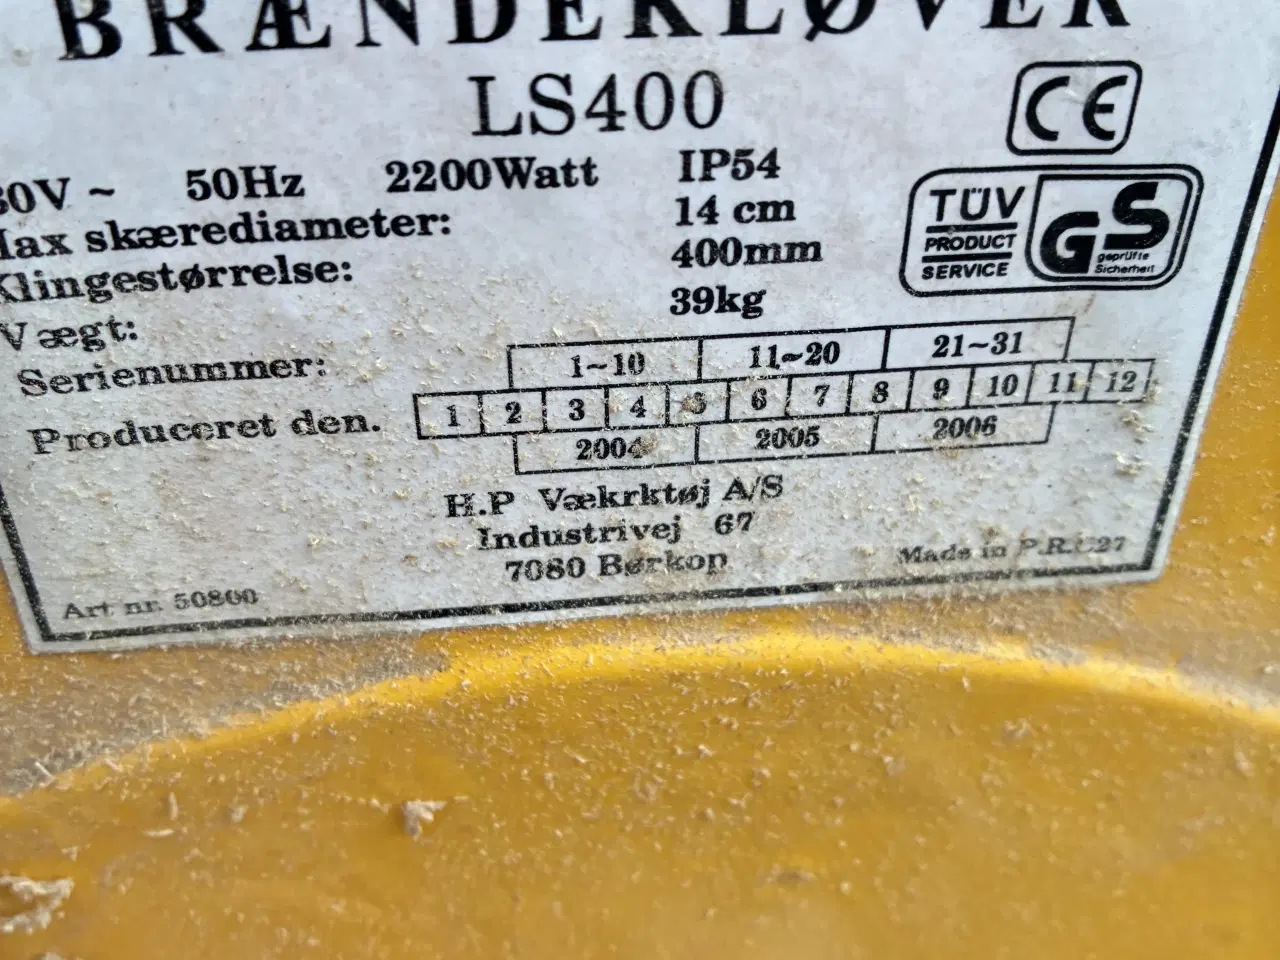 BRÆNDEKLØVER
LS400
CE
30V ~ 50Hz 2200Watt IP54
Max skærediameter: 14 cm
Klingestørrelse: 400mm
Vægt: 39kg
TÜV
PRODUCT
SERVICE
GS
geprüfte
Sicherheit
Serienummer:
1~10 11~20 21~31
Produceret den. 1 2 3 4 5 6 7 8 9 10 11 12
2004 2005 2006
H.P Vækrktøj A/S
Industrivej 67
7080 Børkop
Made in P.R.C27
Art nr. 50800